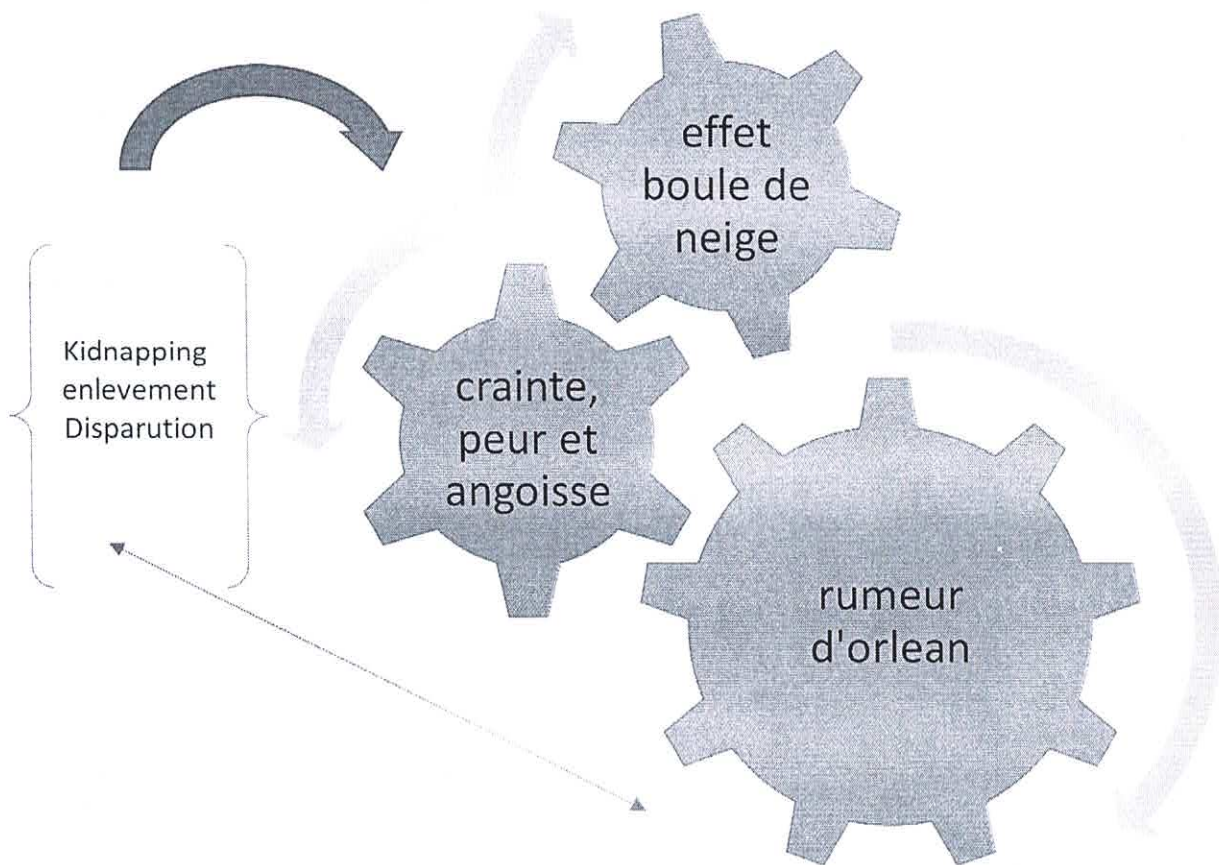 effet
boule de
neige
Kidnapping
enlevement
Disparution
crainte,
peur et
angoisse
rumeur
d'orlean